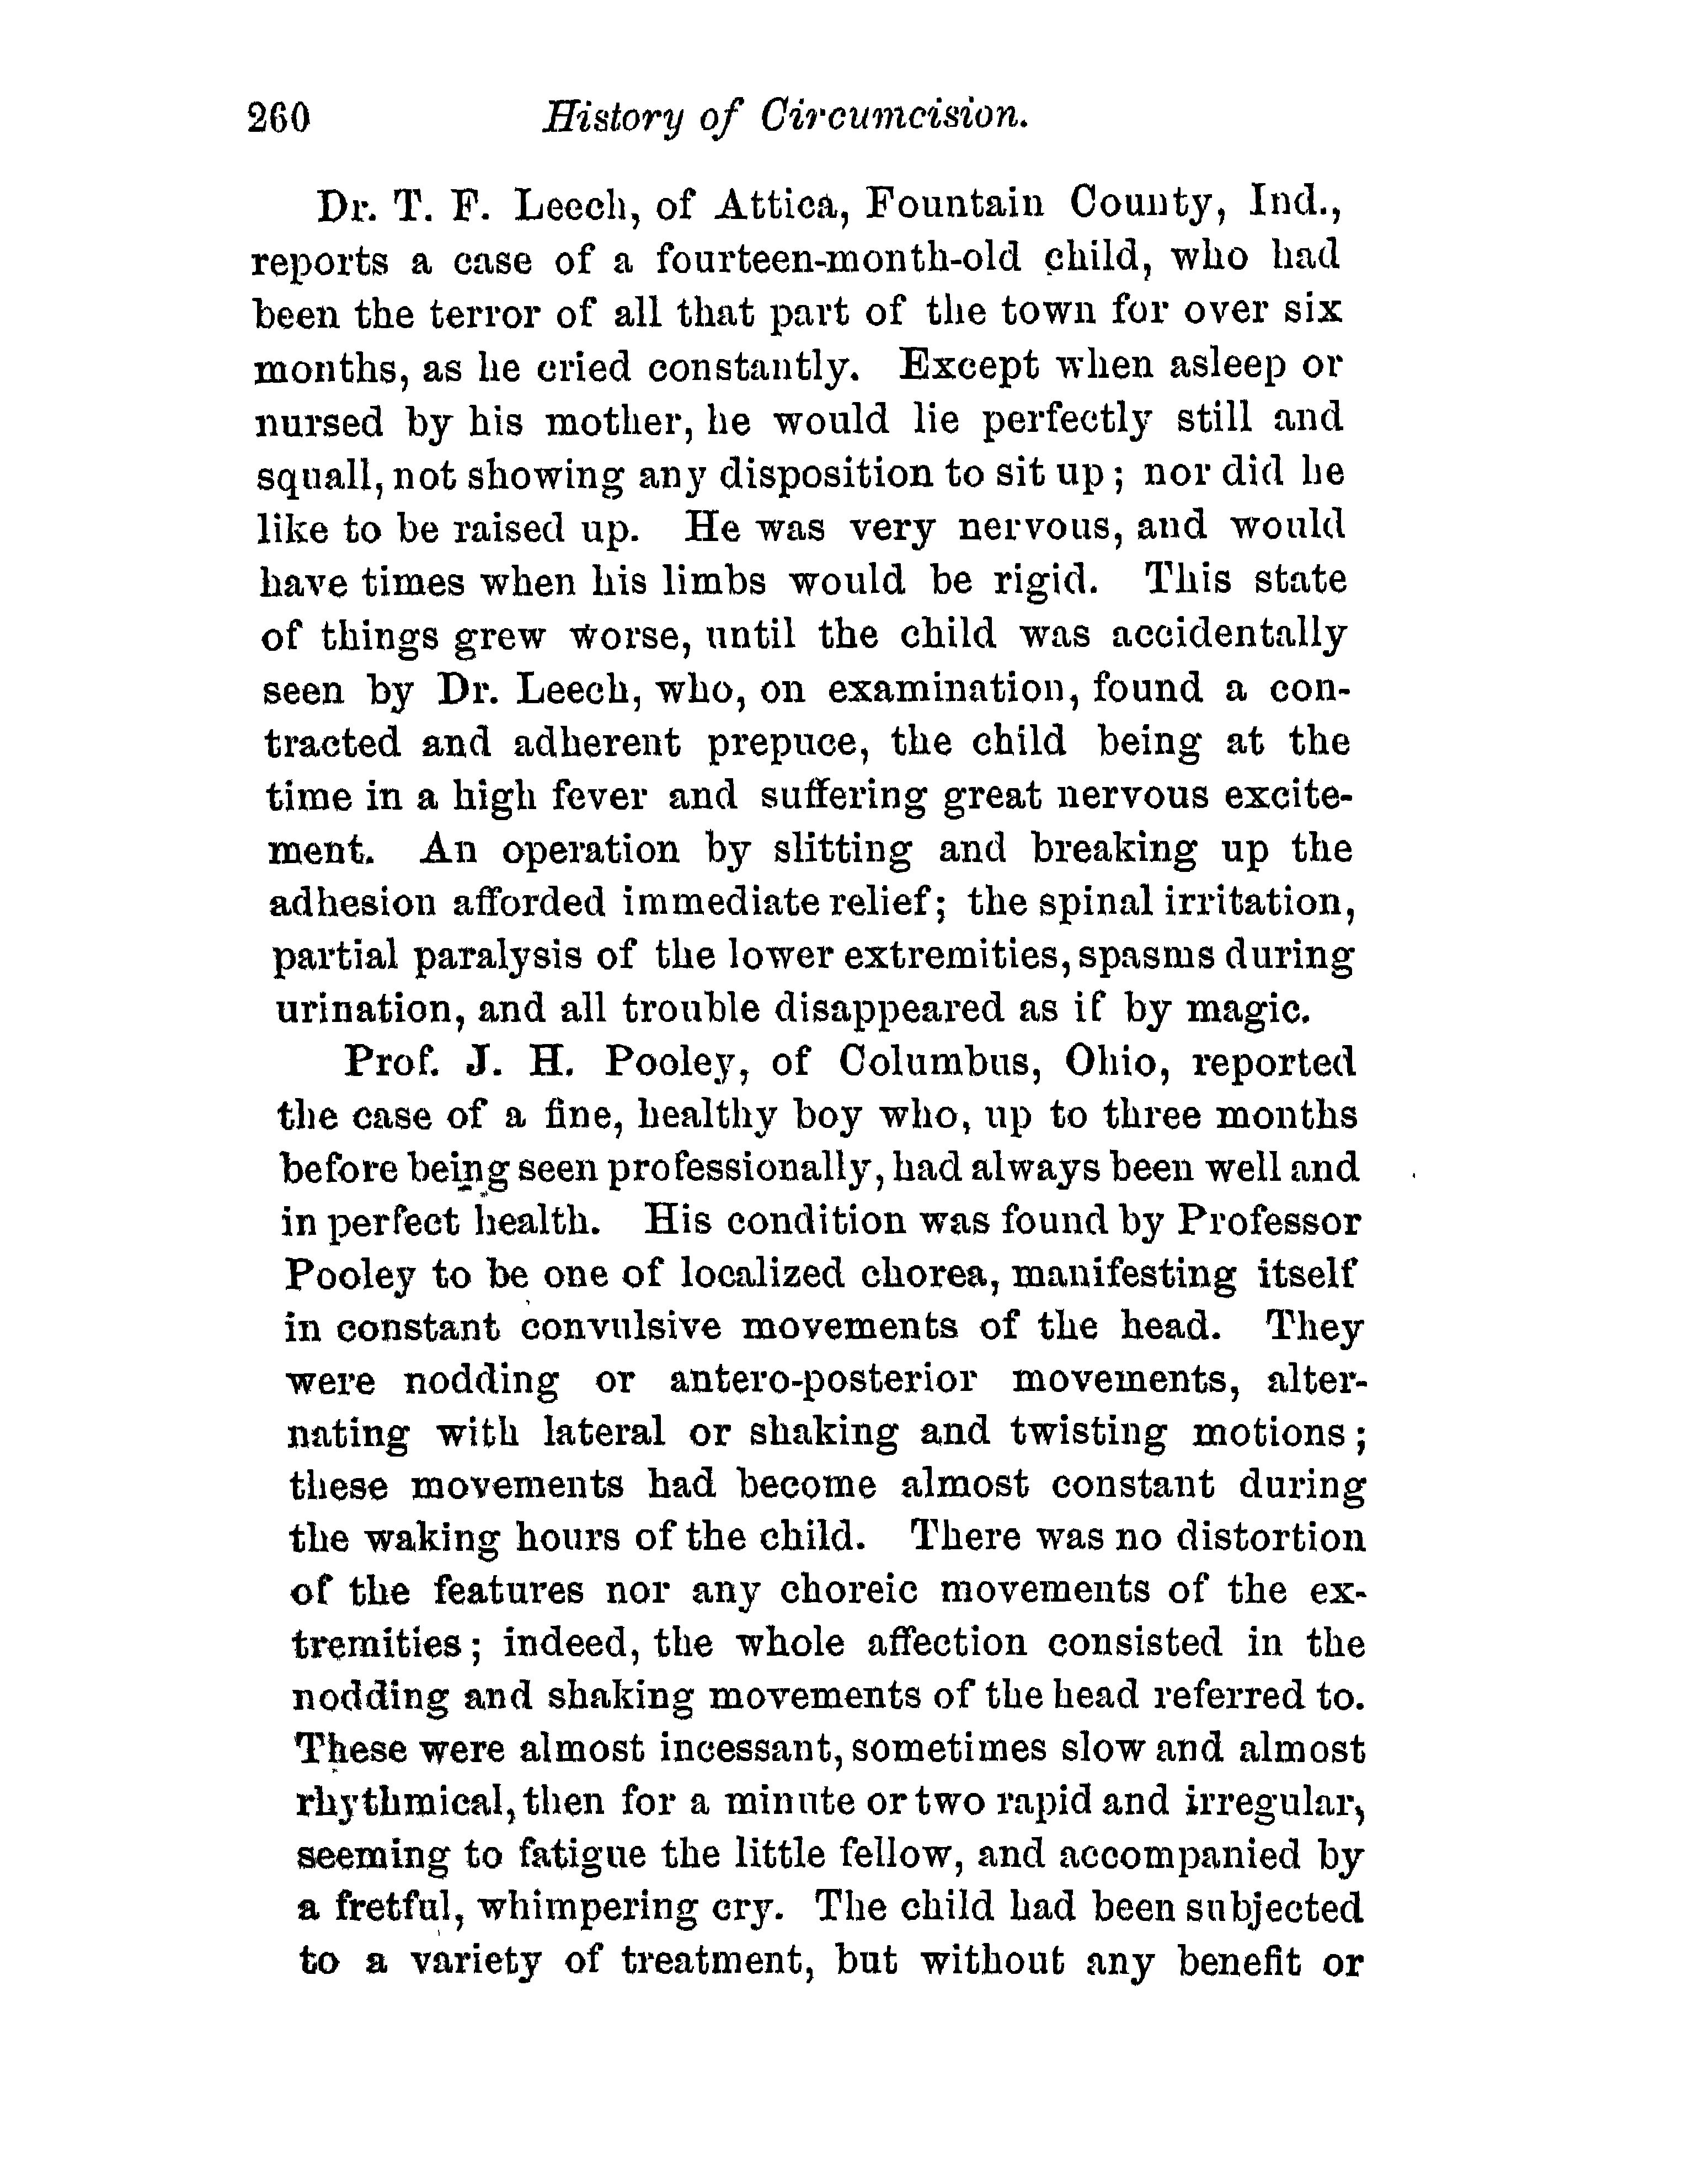 260 History of Circumcision.
Dr. T. F. Leech, of Attica, Fountain County, Ind.,
reports a case of a fourteen-month-old child, who had
been the terror of all that part of the town for over six
months, as he cried constantly. Except when asleep or
nursed by his mother, he would lie perfectly still and
squall, not showing any disposition to sit up; nor did he
like to be raised up. He was very nervous, and would
have times when his limbs would be rigid. This state
of things grew worse, until the child was accidentally
seen by Dr. Leech, who, on examination, found a con-
tracted and adherent prepuce, the child being at the
time in a high fever and suffering great nervous excite-
ment. An operation by slitting and breaking up the
adhesion afforded immediate relief; the spinal irritation,
partial paralysis of the lower extremities, spasms during
urination, and all trouble disappeared as if by magic.
Prof. J. H. Pooley, of Columbus, Ohio, reported
the case of a fine, healthy boy who, up to three months
before being seen professionally, had always been well and
in perfect health. His condition was found by Professor
Pooley to be one of localized chorea, manifesting itself
in constant convulsive movements of the head. They
were nodding or antero-posterior movements, alter-
nating with lateral or shaking and twisting motions;
these movements had become almost constant during
the waking hours of the child. There was no distortion
of the features nor any choreic movements of the ex-
tremities; indeed, the whole affection consisted in the
nodding and shaking movements of the head referred to.
These were almost incessant, sometimes slow and almost
rhythmical, then for a minute or two rapid and irregular,
seeming to fatigue the little fellow, and accompanied by
a fretful, whimpering cry. The child had been subjected
to a variety of treatment, but without any benefit or